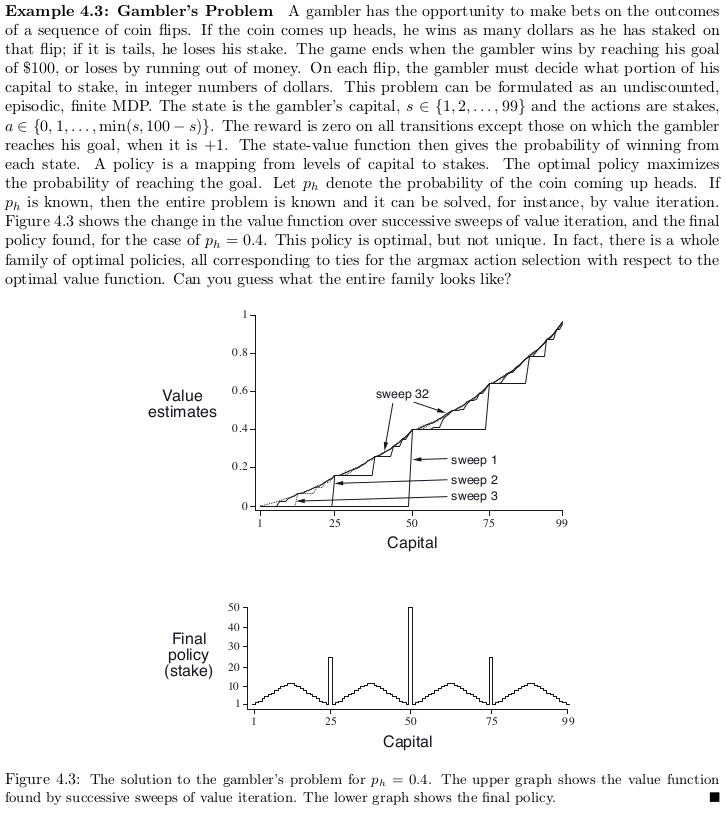 Example 4.3: Gambler's Problem A gambler has the opportunity to make bets on the outcomes
of a sequence of coin flips. If the coin comes up heads, he wins as many dollars as he has staked on
that flip; if it is tails, he loses his stake. The game ends when the gambler wins by reaching his goal
of $100, or loses by running out of money. On each flip, the gambler must decide what portion of his
capital to stake, in integer numbers of dollars. This problem can be formulated as an undiscounted,
episodic, finite MDP. The state is the gambler's capital, s ∈ {1, 2, . . . , 99} and the actions are stakes,
a ∈ {0, 1, . . . , min(s, 100 − s)}. The reward is zero on all transitions except those on which the gambler
reaches his goal, when it is +1. The state-value function then gives the probability of winning from
each state. A policy is a mapping from levels of capital to stakes. The optimal policy maximizes
the probability of reaching the goal. Let pₕ denote the probability of the coin coming up heads. If
pₕ is known, then the entire problem is known and it can be solved, for instance, by value iteration.
Figure 4.3 shows the change in the value function over successive sweeps of value iteration, and the final
policy found, for the case of pₕ = 0.4. This policy is optimal, but not unique. In fact, there is a whole
family of optimal policies, all corresponding to ties for the argmax action selection with respect to the
optimal value function. Can you guess what the entire family looks like?
1
0.8
0.6
0.4
0.2
0
Value
estimates
sweep 32
sweep 1
sweep 2
sweep 3
1 25 50 75 99
Capital
50
40
30
20
10
1
Final
policy
(stake)
1 25 50 75 99
Capital
Figure 4.3: The solution to the gambler's problem for pₕ = 0.4. The upper graph shows the value function
found by successive sweeps of value iteration. The lower graph shows the final policy. ■